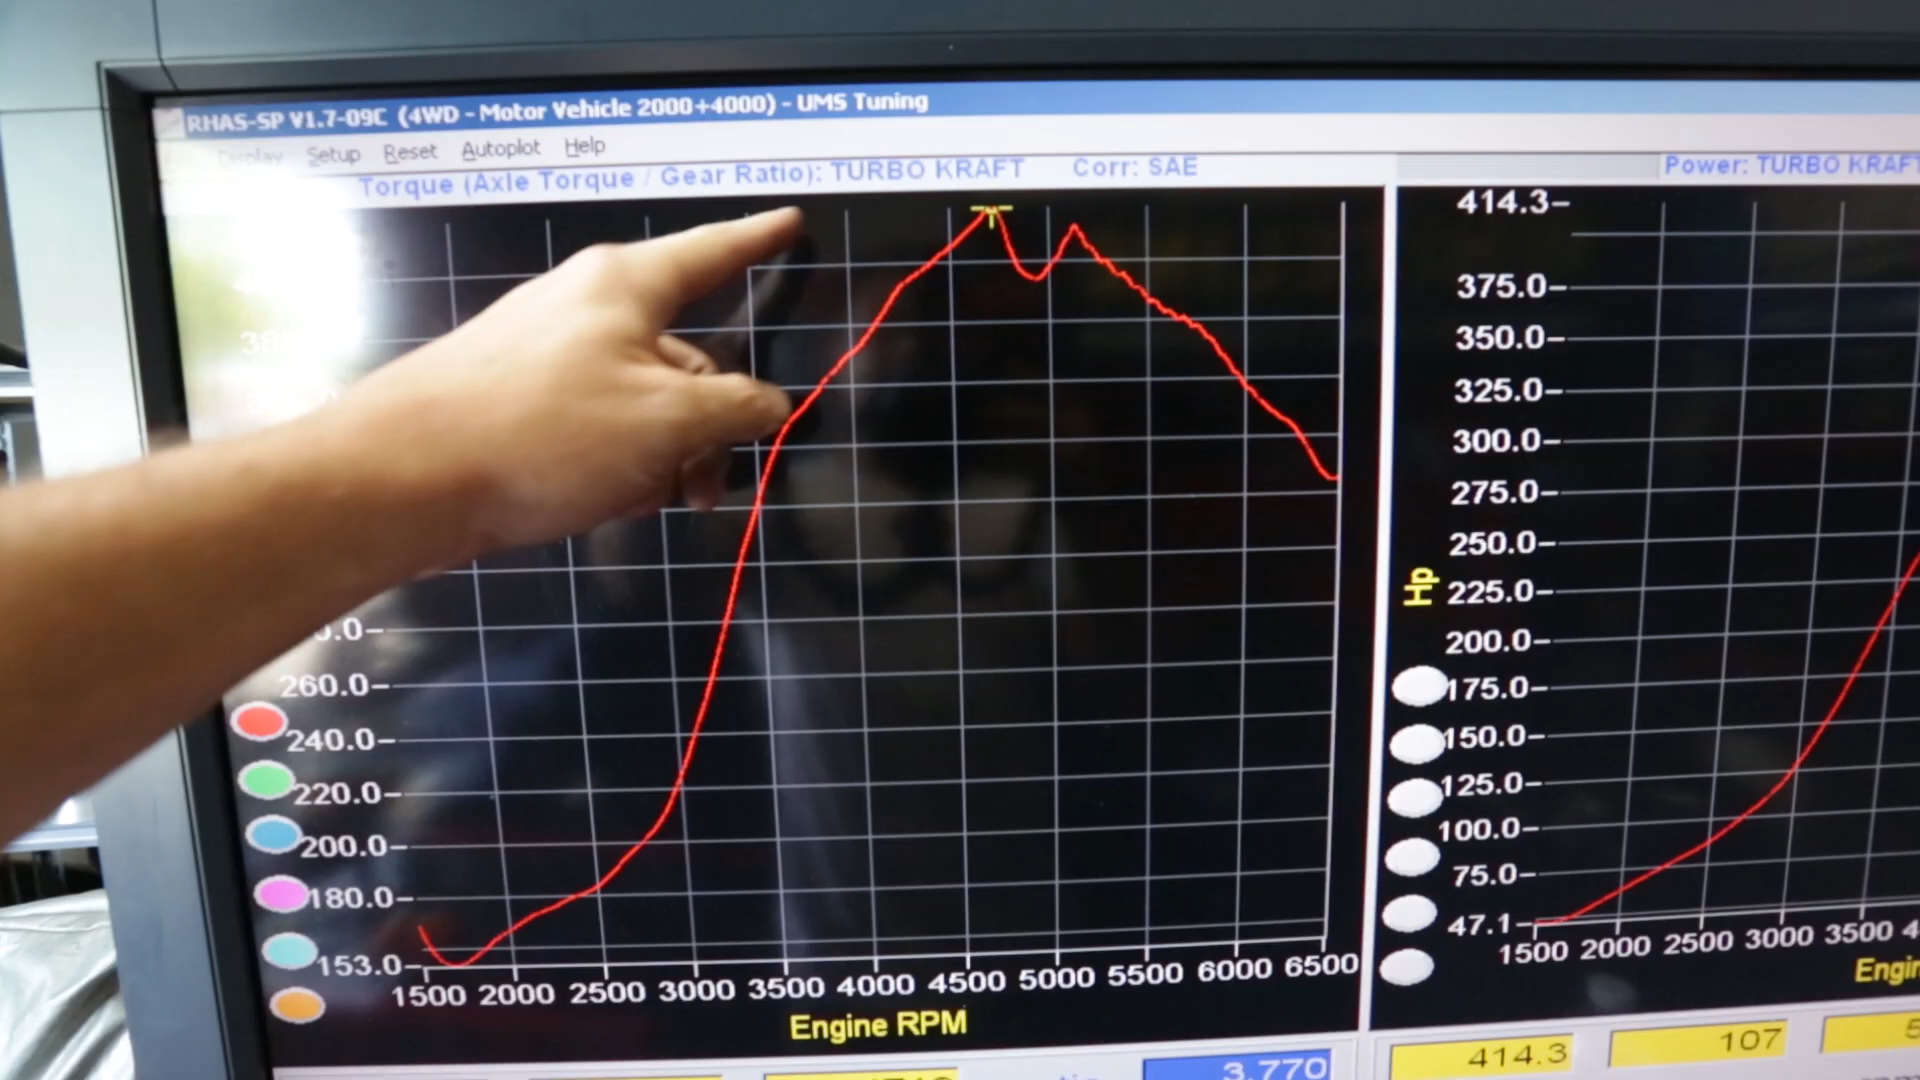 RHAS-SP V1.7-09C (4WD - Motor Vehicle 2000+4000) - UMS Tuning
Display Setup Reset Autoplot Help
Torque (Axle Torque / Gear Ratio): TURBO KRAFT Corr: SAE
260.0
240.0
220.0
200.0
180.0
153.0
1500 2000 2500 3000 3500 4000 4500 5000 5500 6000 6500
Engine RPM
3.770
Power: TURBO KRAFT
414.3
375.0
350.0
325.0
300.0
275.0
250.0
Hp
225.0
200.0
175.0
150.0
125.0
100.0
75.0
47.1
1500 2000 2500 3000 3500
414.3 107